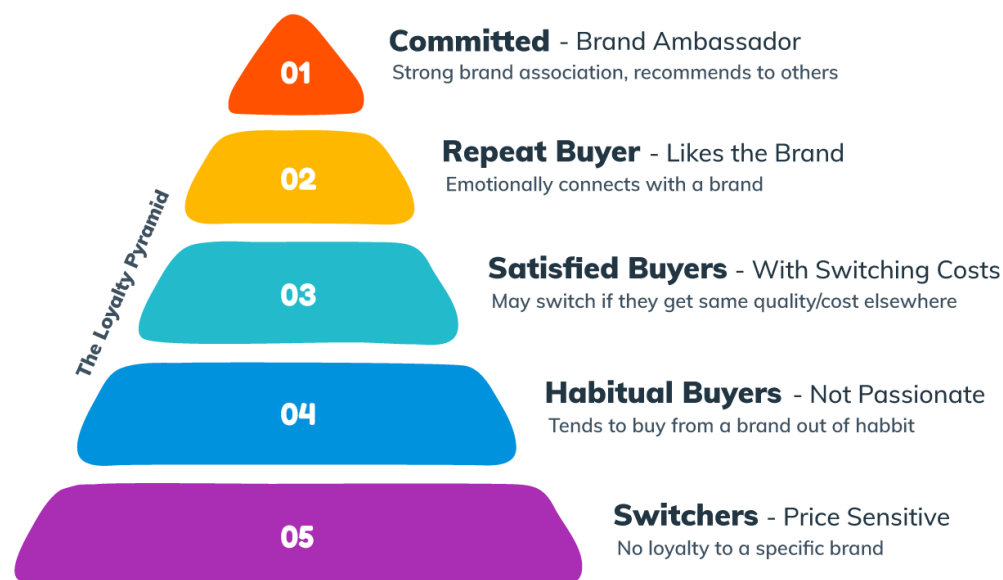 01
Committed - Brand Ambassador
Strong brand association, recommends to others
02
Repeat Buyer - Likes the Brand
Emotionally connects with a brand
The Loyalty Pyramid
03
Satisfied Buyers - With Switching Costs
May switch if they get same quality/cost elsewhere
04
Habitual Buyers - Not Passionate
Tends to buy from a brand out of habbit
05
Switchers - Price Sensitive
No loyalty to a specific brand